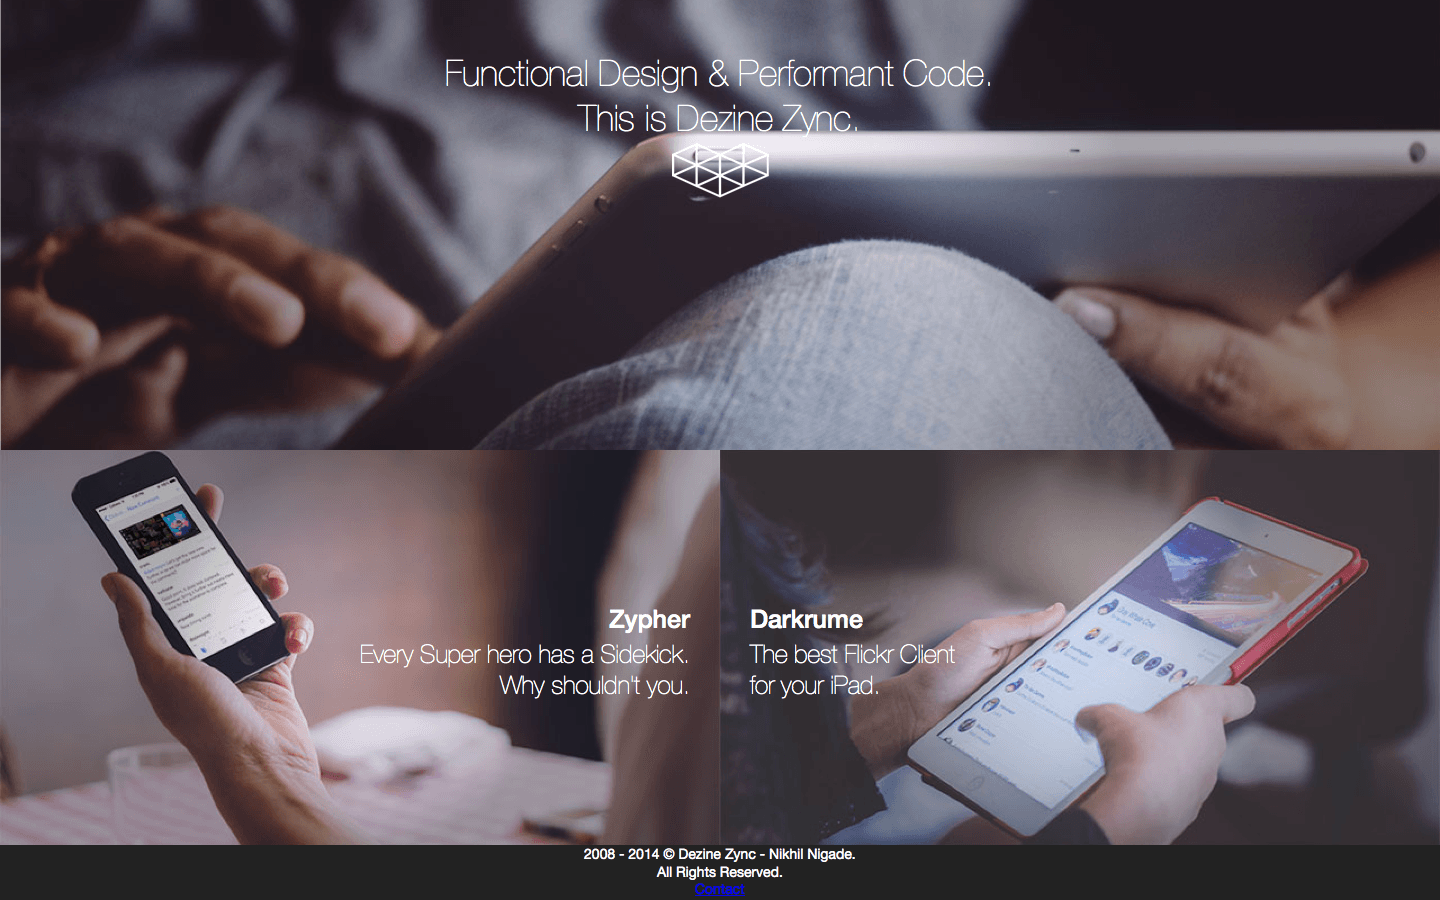 Functional Design & Performant Code.
This is Dezine Zync.
Zypher
Every Super hero has a Sidekick.
Why shouldn't you.
Darkrume
The best Flickr Client
for your iPad.
2008 - 2014 © Dezine Zync - Nikhil Nigade.
All Rights Reserved.
Contact